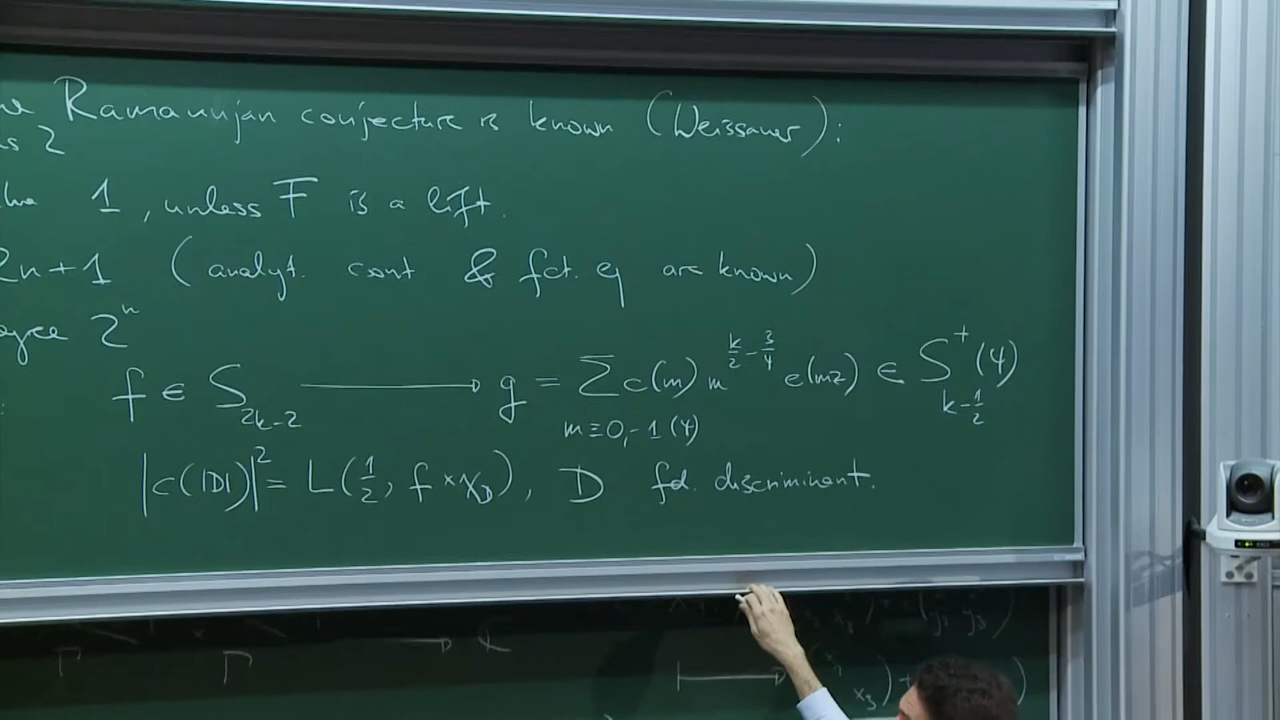 Ramanujan conjecture is known (Weissauer):
2
1, unless F is a lift.
2n+1 (analyt. cont & fct. eq are known)
2^n
f ∈ S_{2k-2} ⟶ g = ∑_{m≡0,-1(4)} c(m) m^{k/2 - 3/4} e(mz) ∈ S^+_{k-1/2}(4)
|c(|D|)|^2 = L(1/2, f × χ_D), D fd. discriminant.
Γ Γ